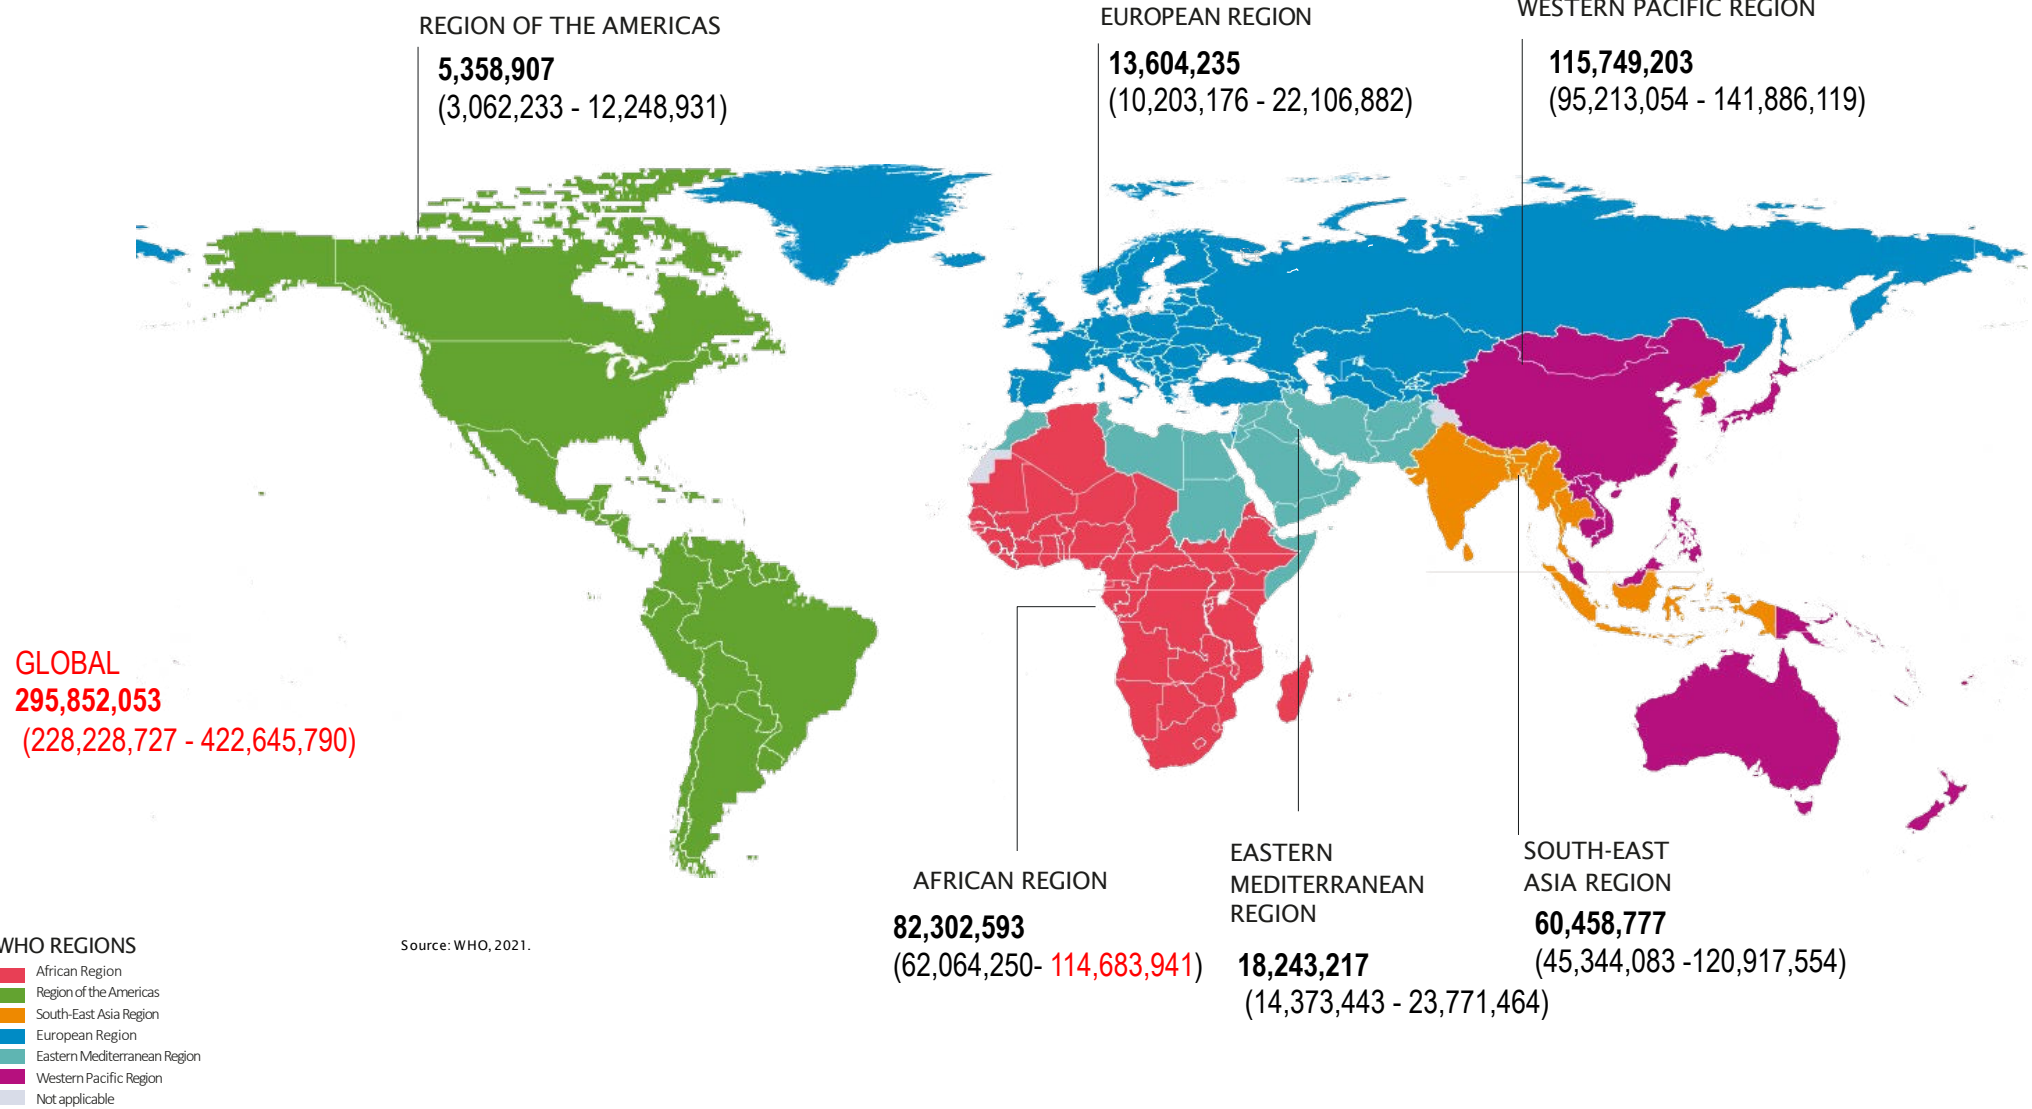 REGION OF THE AMERICAS
5,358,907
(3,062,233 - 12,248,931)
EUROPEAN REGION
13,604,235
(10,203,176 - 22,106,882)
WESTERN PACIFIC REGION
115,749,203
(95,213,054 - 141,886,119)
GLOBAL
295,852,053
(228,228,727 - 422,645,790)
AFRICAN REGION
82,302,593
(62,064,250- 114,683,941)
EASTERN
MEDITERRANEAN
REGION
18,243,217
(14,373,443 - 23,771,464)
SOUTH-EAST
ASIA REGION
60,458,777
(45,344,083 -120,917,554)
WHO REGIONS
African Region
Region of the Americas
South-East Asia Region
European Region
Eastern Mediterranean Region
Western Pacific Region
Not applicable
Source: WHO, 2021.